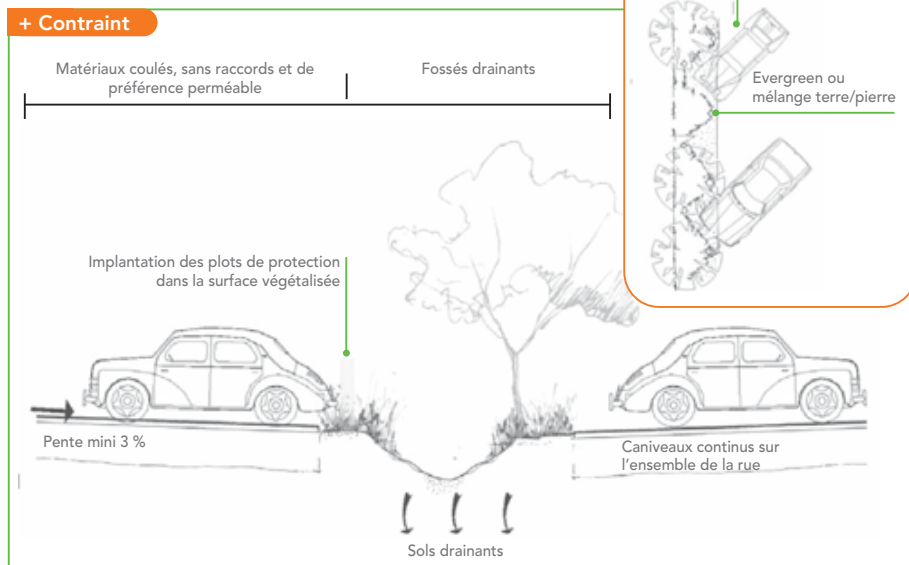 + Contraint
Matériaux coulés, sans raccords et de
préférence perméable
Fossés drainants
Evergreen ou
mélange terre/pierre
Implantation des plots de protection
dans la surface végétalisée
Pente mini 3 %
Caniveaux continus sur
l'ensemble de la rue
Sols drainants